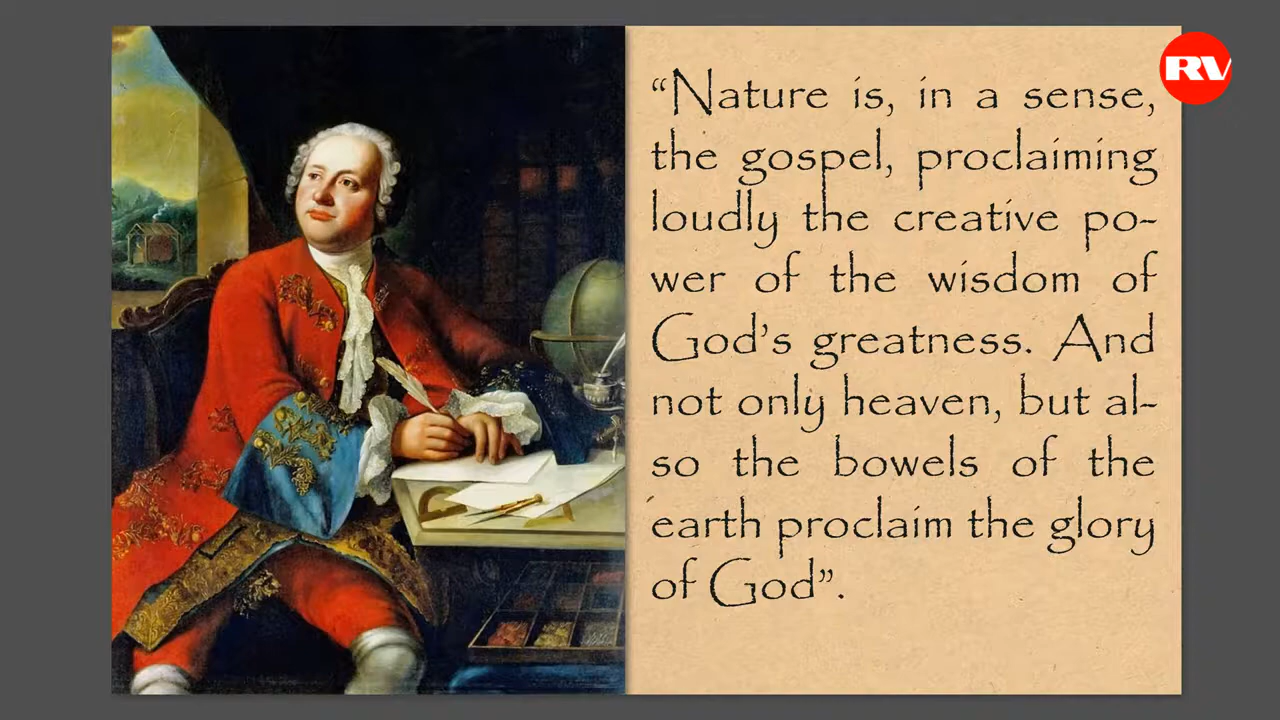 RV
“Nature is, in a sense,
the gospel, proclaiming
loudly the creative po-
wer of the wisdom of
God’s greatness. And
not only heaven, but al-
so the bowels of the
earth proclaim the glory
of God”.